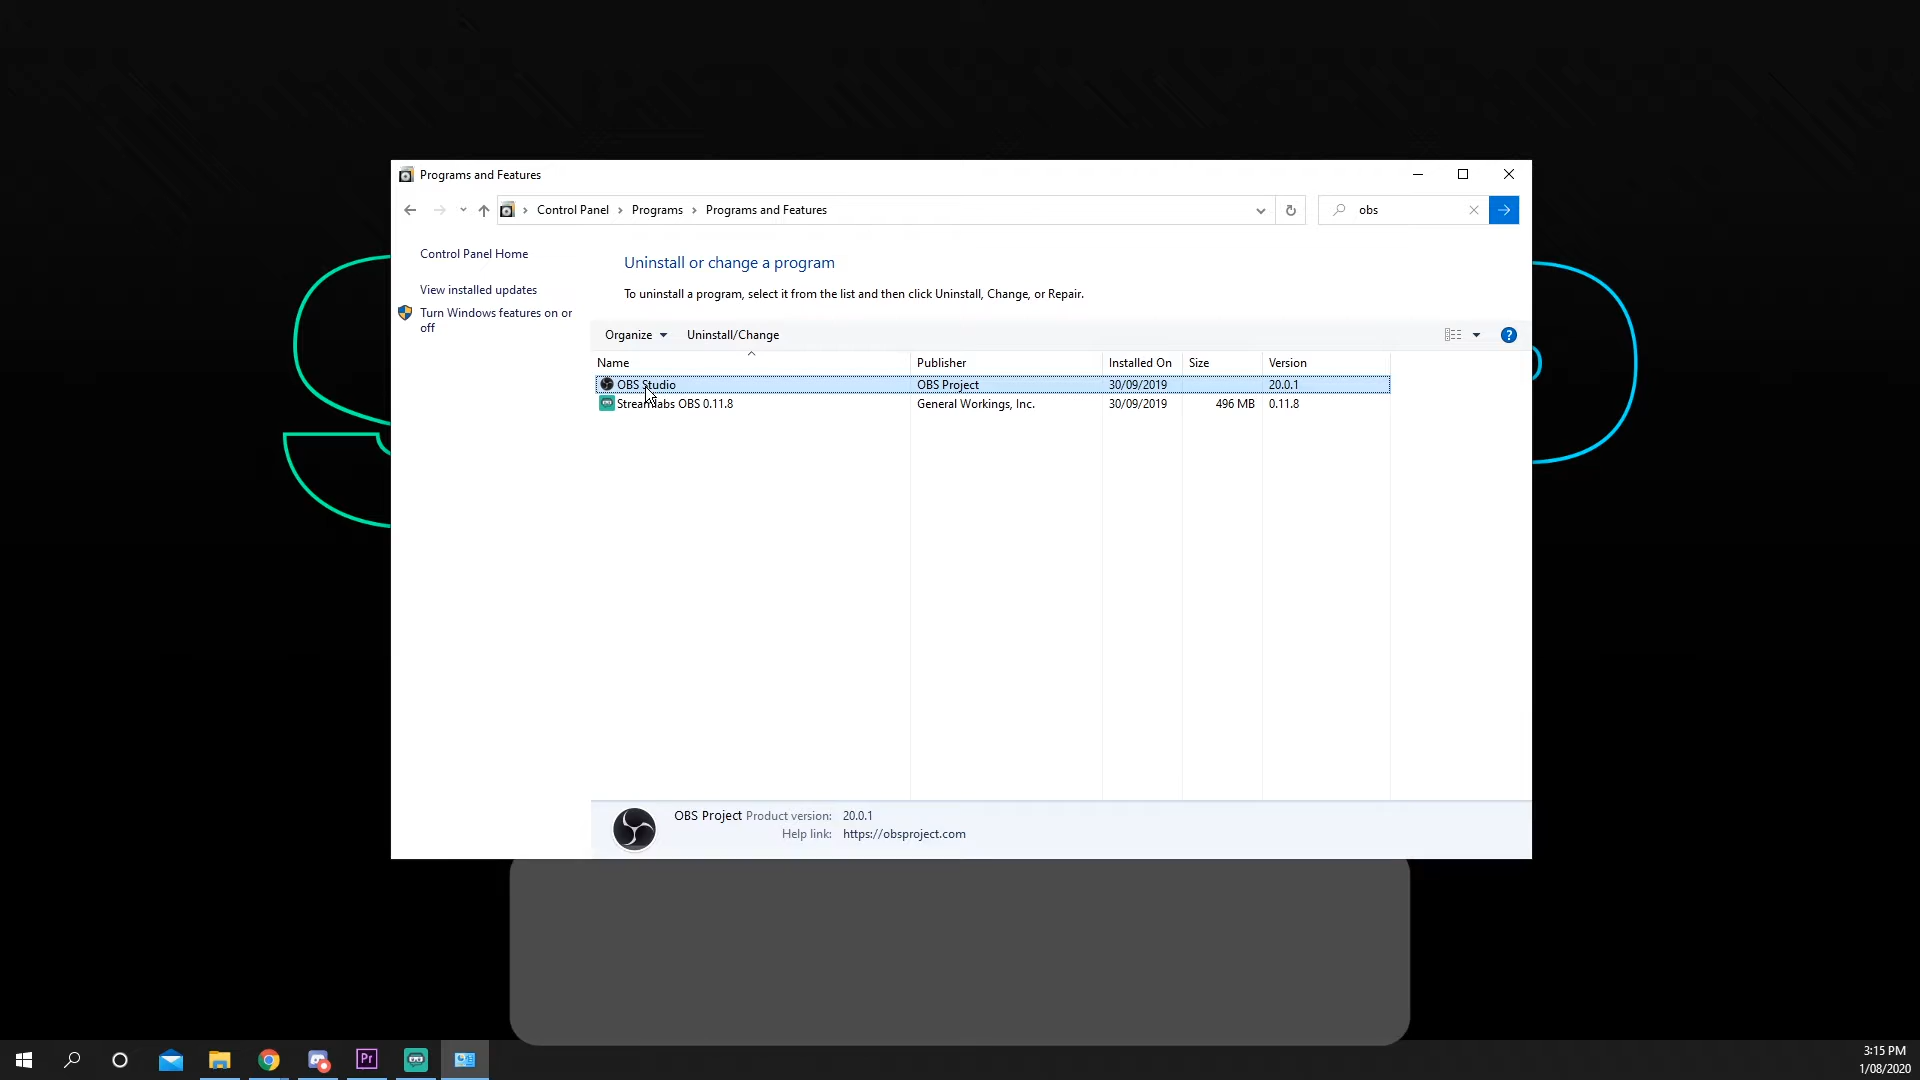 Programs and Features
Control Panel > Programs > Programs and Features
obs
Control Panel Home
View installed updates
Turn Windows features on or
off
Uninstall or change a program
To uninstall a program, select it from the list and then click Uninstall, Change, or Repair.
Organize Uninstall/Change
Name Publisher Installed On Size Version
OBS Studio OBS Project 30/09/2019 20.0.1
Streamlabs OBS 0.11.8 General Workings, Inc. 30/09/2019 496 MB 0.11.8
OBS Project Product version: 20.0.1
Help link: https://obsproject.com
Pr
3:15 PM
1/08/2020